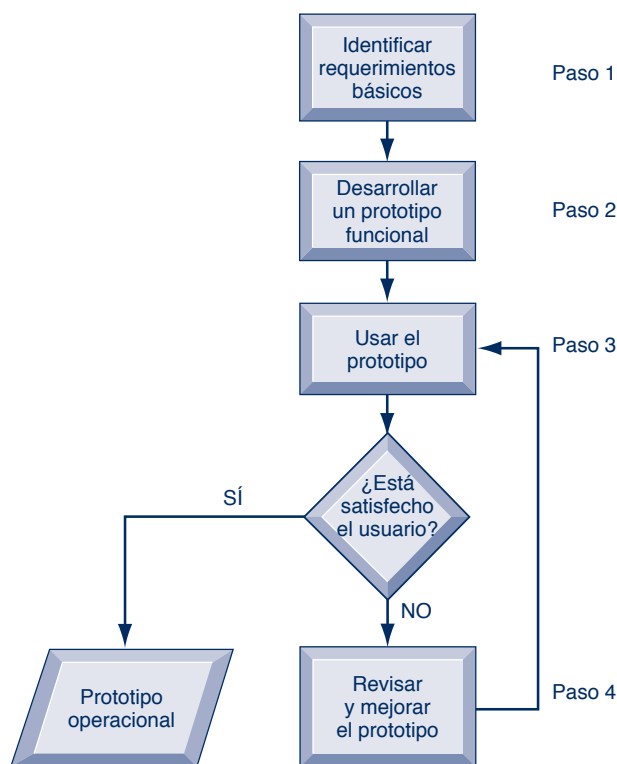 Identificar
requerimientos
básicos
Paso 1
Desarrollar
un prototipo
funcional
Paso 2
Usar el
prototipo
Paso 3
¿Está
satisfecho
el usuario?
SÍ
NO
Prototipo
operacional
Revisar
y mejorar
el prototipo
Paso 4